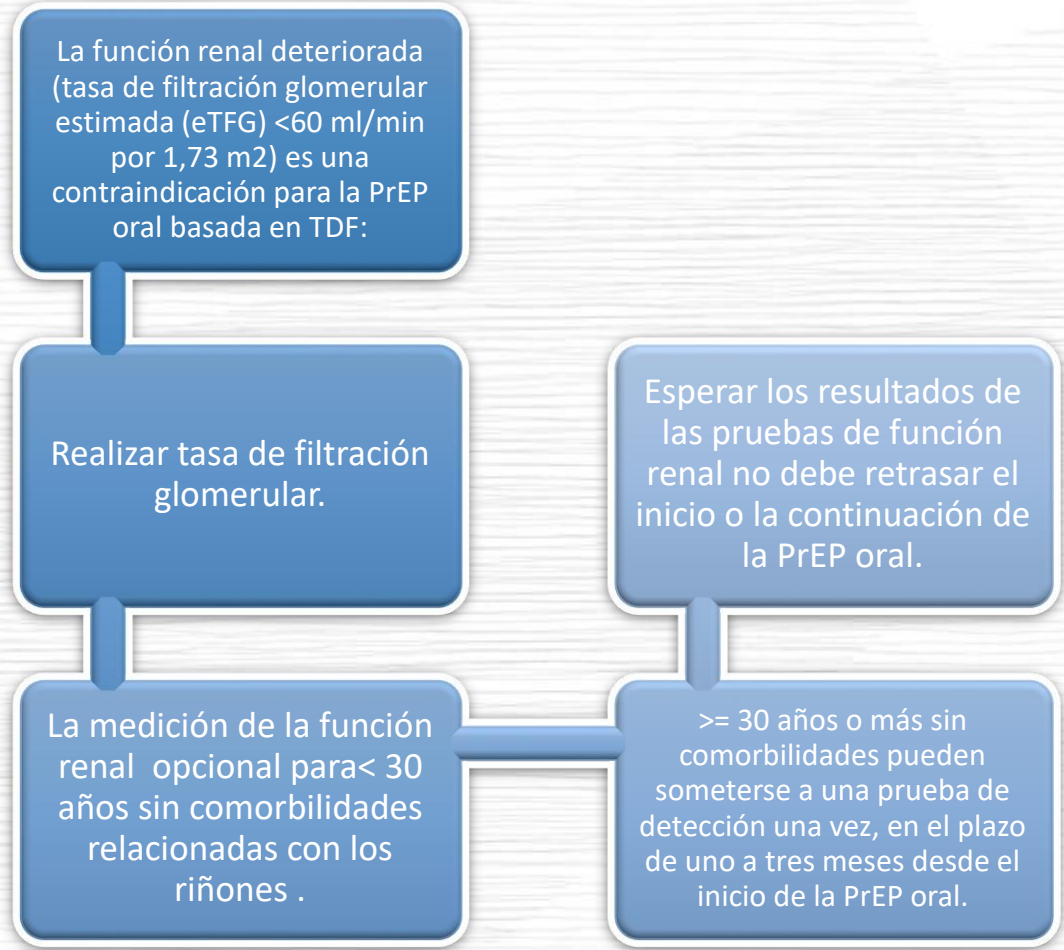 La función renal deteriorada
(tasa de filtración glomerular
estimada (eTFG) <60 ml/min
por 1,73 m2) es una
contraindicación para la PrEP
oral basada en TDF:
Realizar tasa de filtración
glomerular.
La medición de la función
renal  opcional para< 30
años sin comorbilidades
relacionadas con los
riñones .
>= 30 años o más sin
comorbilidades pueden
someterse a una prueba de
detección una vez, en el plazo
de uno a tres meses desde el
inicio de la PrEP oral.
Esperar los resultados de
las pruebas de función
renal no debe retrasar el
inicio o la continuación de
la PrEP oral.